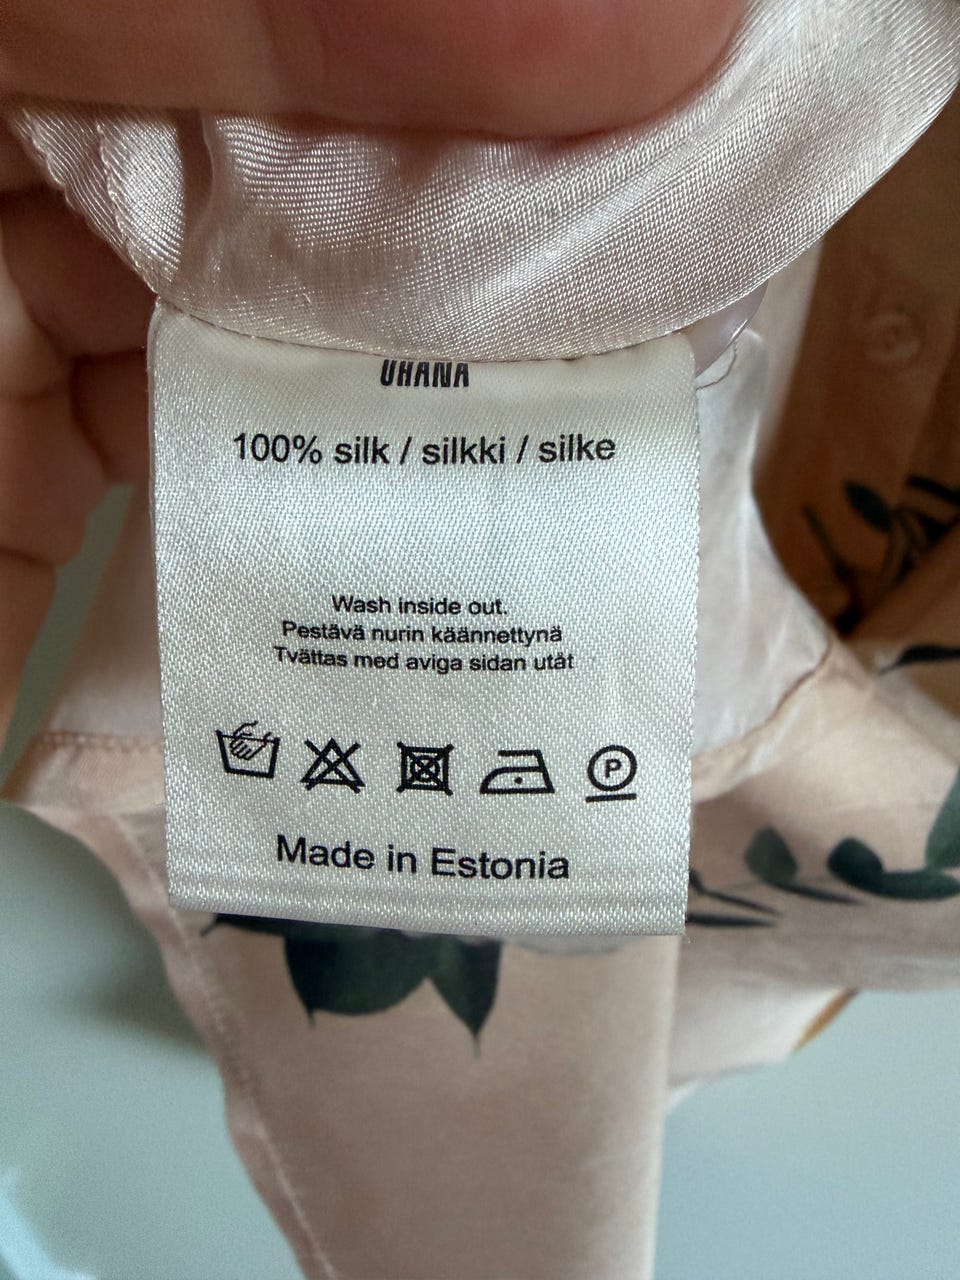 UHANA
100% silk / silkki / silke
Wash inside out.
Pestävä nurin käännettynä
Tvättas med aviga sidan utåt
P
Made in Estonia